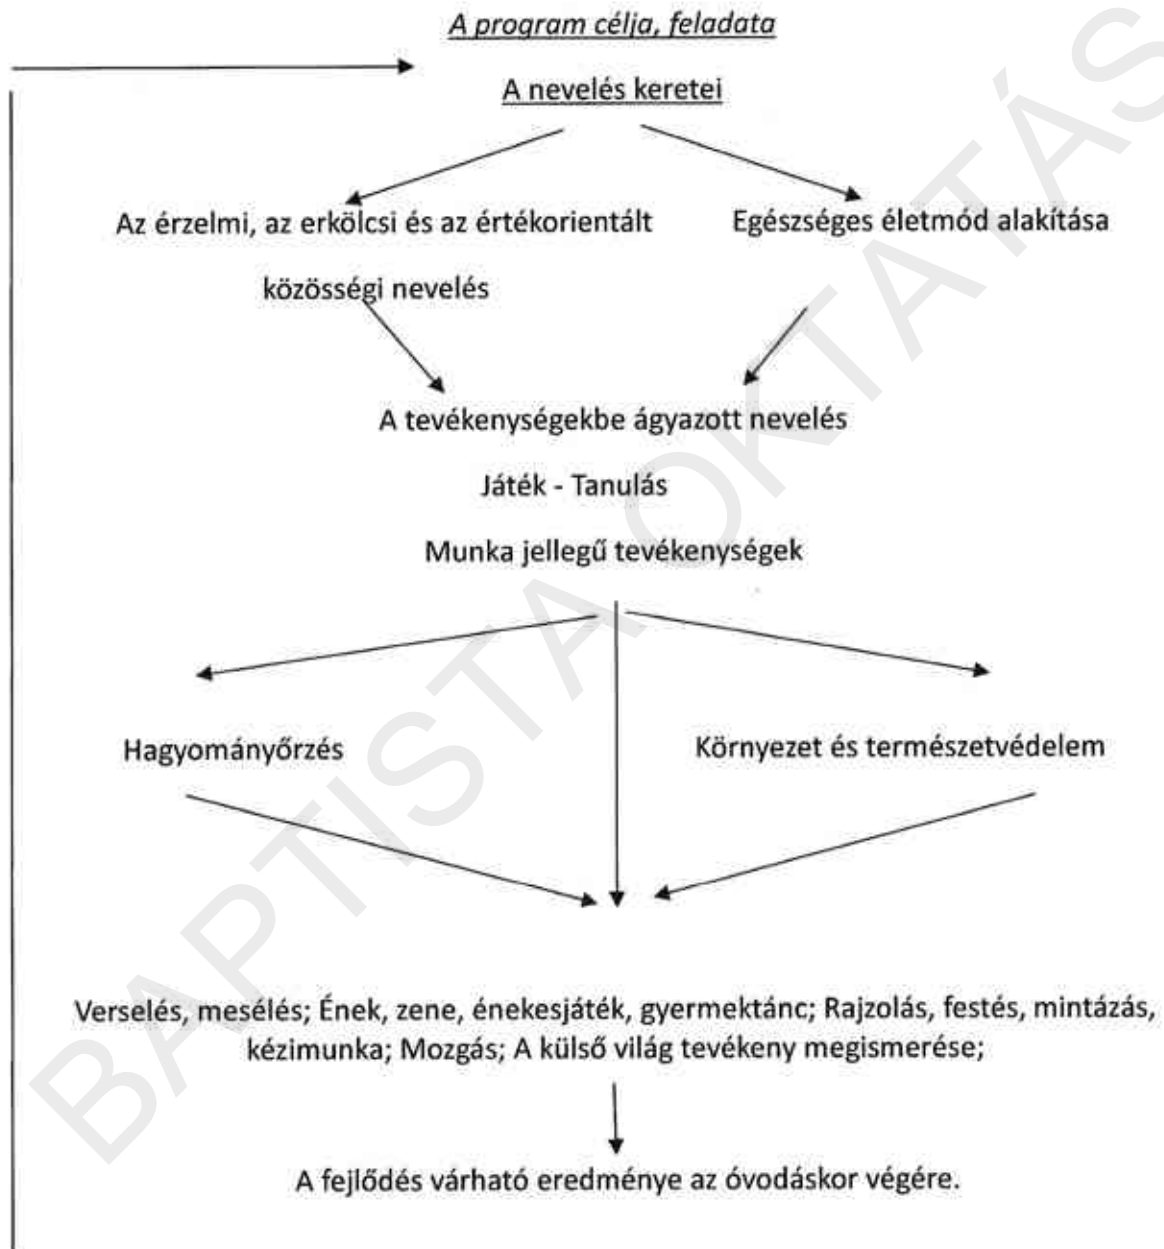 A program célja, feladata
A nevelés keretei
Az érzelmi, az erkölcsi és az értékorientált
közösségi nevelés
Egészséges életmód alakítása
A tevékenységekbe ágyazott nevelés
Játék - Tanulás
Munka jellegű tevékenységek
Hagyományőrzés
Környezet és természetvédelem
Verselés, mesélés; Ének, zene, énekesjáték, gyermektánc; Rajzolás, festés, mintázás,
kézimunka; Mozgás; A külső világ tevékeny megismerése;
A fejlődés várható eredménye az óvodáskor végére.
BAPTISTA OKTATÁS